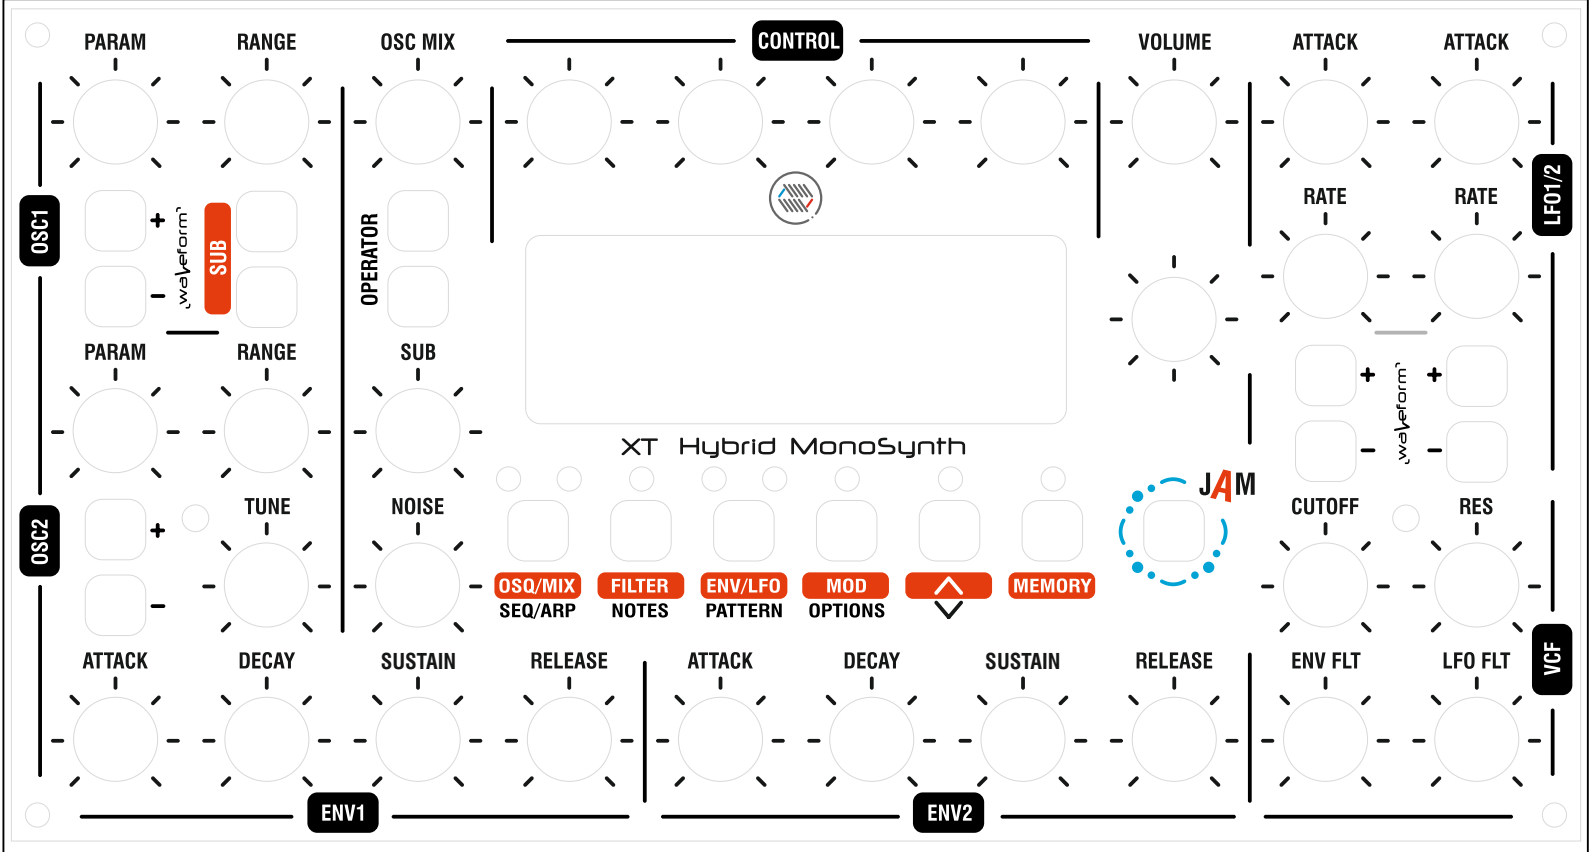 CONTROL
PARAM RANGE OSC MIX VOLUME ATTACK ATTACK
RATE RATE
OSC1
+
-
waveform
SUB
OPERATOR
LFO1/2
PARAM RANGE SUB
+ waveform +
- -
XT Hybrid MonoSynth
JAM
OSC2
+
-
TUNE NOISE CUTOFF RES
OSQ/MIX FILTER ENV/LFO MOD MEMORY
SEQ/ARP NOTES PATTERN OPTIONS
VCF
ATTACK DECAY SUSTAIN RELEASE ATTACK DECAY SUSTAIN RELEASE ENV FLT LFO FLT
ENV1 ENV2